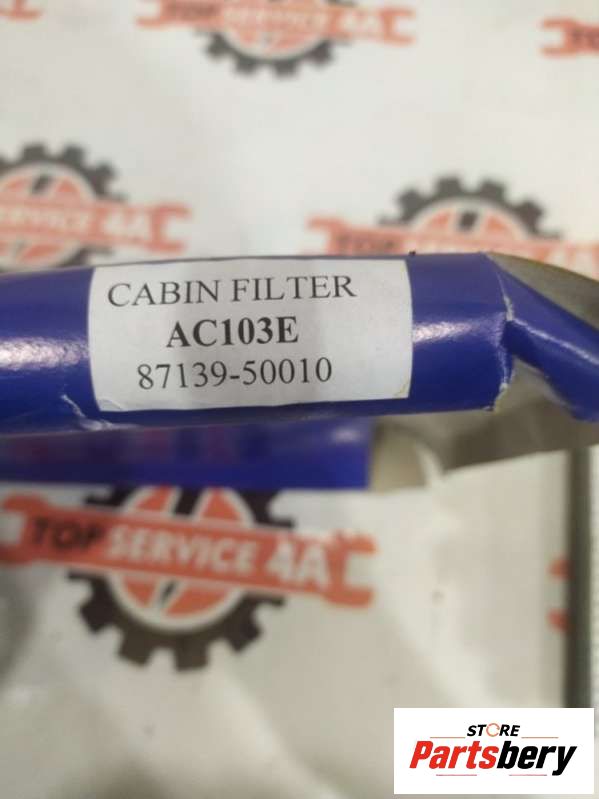 TOP SERVICE 4A
TOP SERVICE 4A
CABIN FILTER
AC103E
87139-50010
TOP SERVICE 4A
STORE
Partsbery